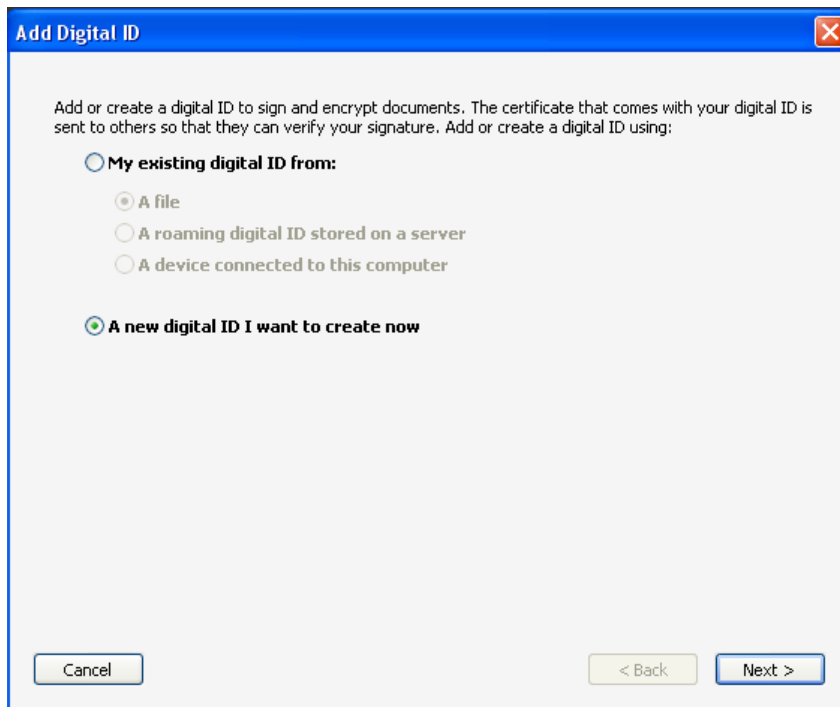 Add Digital ID
Add or create a digital ID to sign and encrypt documents. The certificate that comes with your digital ID is
sent to others so that they can verify your signature. Add or create a digital ID using:
My existing digital ID from:
A file
A roaming digital ID stored on a server
A device connected to this computer
A new digital ID I want to create now
Cancel
< Back
Next >